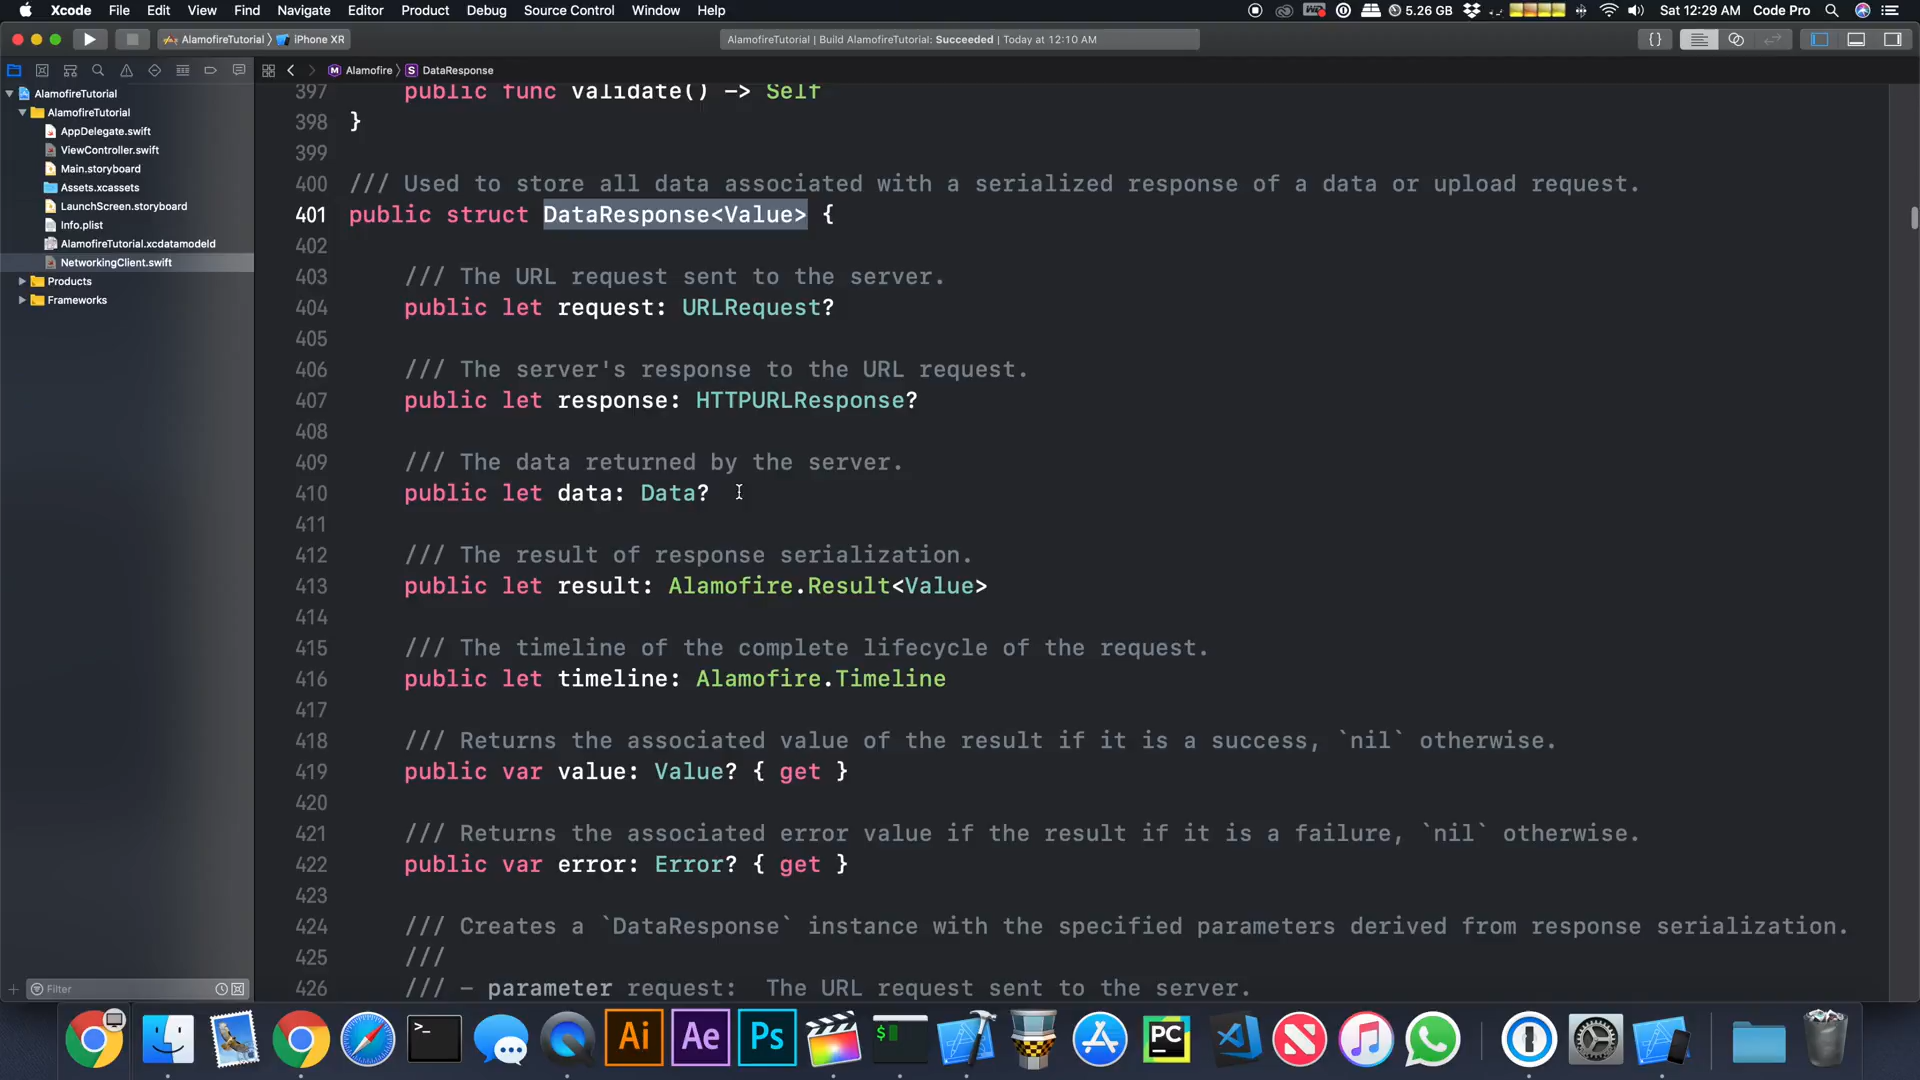 Xcode File Edit View Find Navigate Editor Product Debug Source Control Window Help
5.26 GB Sat 12:29 AM Code Pro
AlamofireTutorial iPhone XR
AlamofireTutorial | Build AlamofireTutorial: Succeeded | Today at 12:10 AM
M Alamofire S DataResponse
AlamofireTutorial
AlamofireTutorial
AppDelegate.swift
ViewController.swift
Main.storyboard
Assets.xcassets
LaunchScreen.storyboard
Info.plist
AlamofireTutorial.xcdatamodeld
NetworkingClient.swift
Products
Frameworks
Filter
397 public func validate() -> Self
398 }
399
400 /// Used to store all data associated with a serialized response of a data or upload request.
401 public struct DataResponse<Value> {
402
403 /// The URL request sent to the server.
404 public let request: URLRequest?
405
406 /// The server's response to the URL request.
407 public let response: HTTPURLResponse?
408
409 /// The data returned by the server.
410 public let data: Data?
411
412 /// The result of response serialization.
413 public let result: Alamofire.Result<Value>
414
415 /// The timeline of the complete lifecycle of the request.
416 public let timeline: Alamofire.Timeline
417
418 /// Returns the associated value of the result if it is a success, `nil` otherwise.
419 public var value: Value? { get }
420
421 /// Returns the associated error value if the result if it is a failure, `nil` otherwise.
422 public var error: Error? { get }
423
424 /// Creates a `DataResponse` instance with the specified parameters derived from response serialization.
425 ///
426 /// - parameter request: The URL request sent to the server.
>_ Ai Ae Ps $ PC